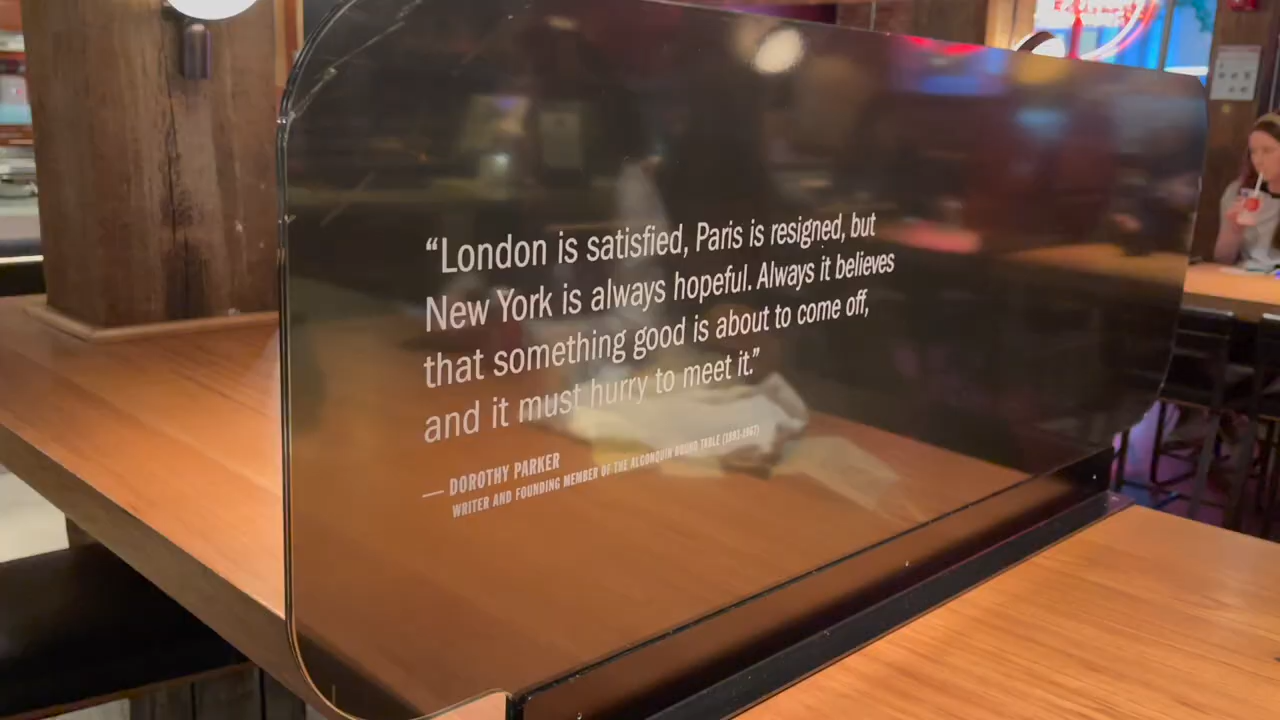 “London is satisfied, Paris is resigned, but
New York is always hopeful. Always it believes
that something good is about to come off,
and it must hurry to meet it.”
— DOROTHY PARKER
WRITER AND FOUNDING MEMBER OF THE ALGONQUIN ROUND TABLE (1893-1967)